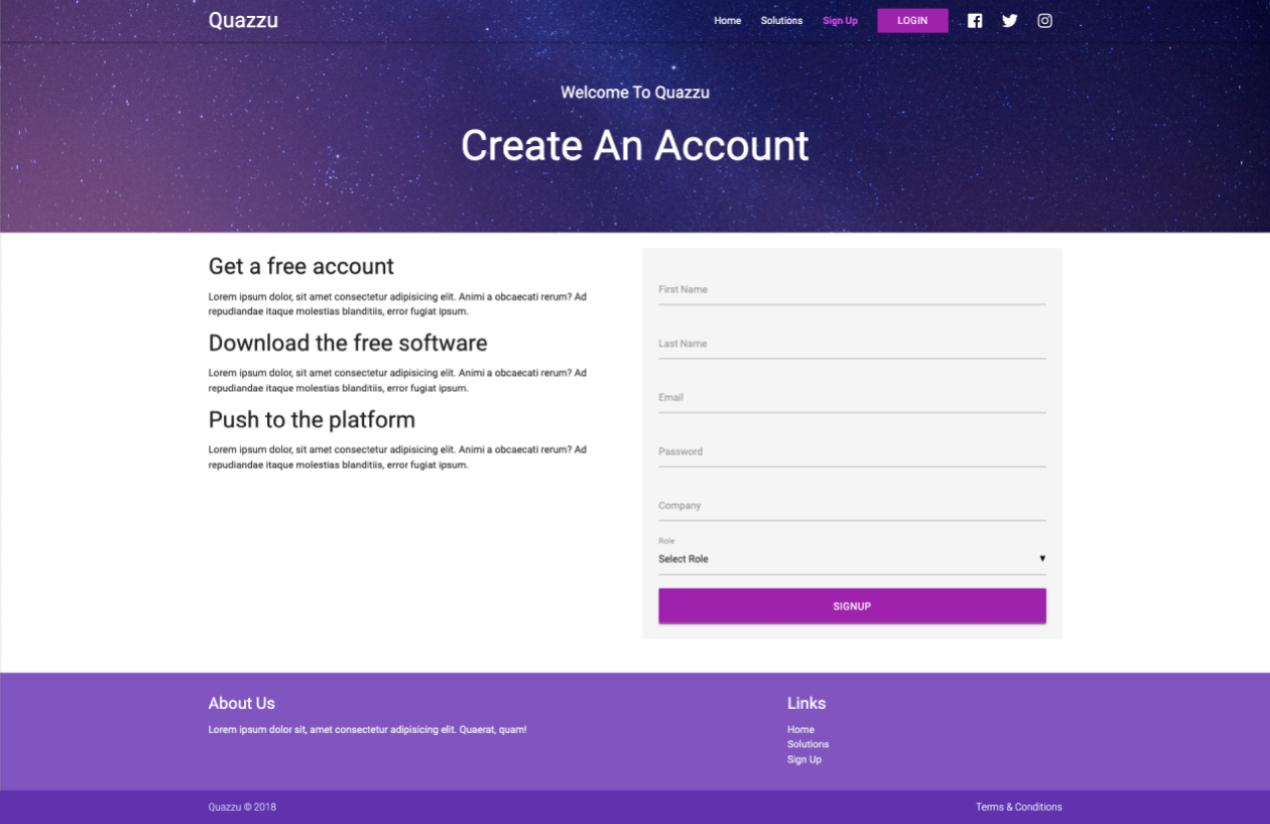 Quazzu
Home Solutions Sign Up LOGIN
Welcome To Quazzu
Create An Account
Get a free account
Lorem ipsum dolor, sit amet consectetur adipisicing elit. Animi a obcaecati rerum? Ad
repudiandae itaque molestias blanditiis, error fugiat ipsum.
Download the free software
Lorem ipsum dolor, sit amet consectetur adipisicing elit. Animi a obcaecati rerum? Ad
repudiandae itaque molestias blanditiis, error fugiat ipsum.
Push to the platform
Lorem ipsum dolor, sit amet consectetur adipisicing elit. Animi a obcaecati rerum? Ad
repudiandae itaque molestias blanditiis, error fugiat ipsum.
First Name
Last Name
Email
Password
Company
Role
Select Role
SIGNUP
About Us
Lorem ipsum dolor sit, amet consectetur adipisicing elit. Quaerat, quam!
Links
Home
Solutions
Sign Up
Quazzu © 2018
Terms & Conditions